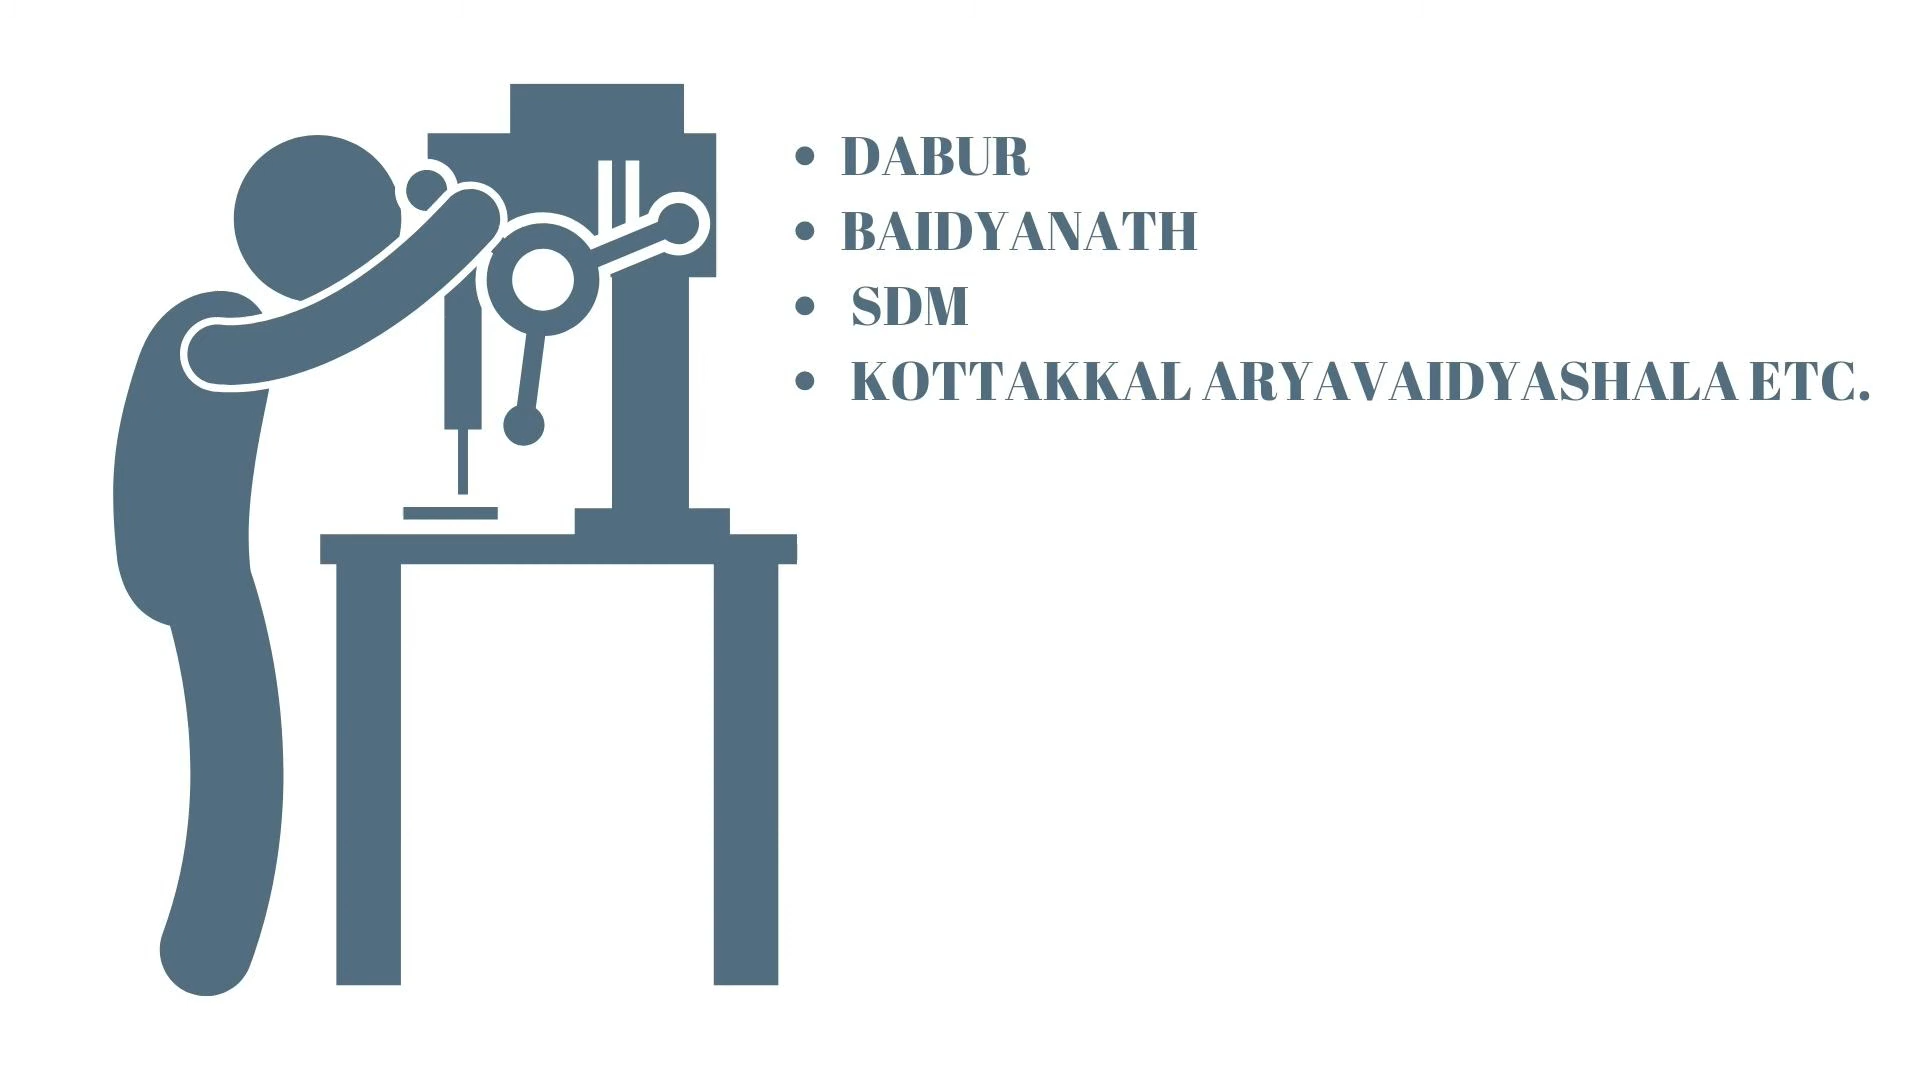 • DABUR
• BAIDYANATH
• SDM
• KOTTAKKAL ARYAVAIDYASHALA ETC.